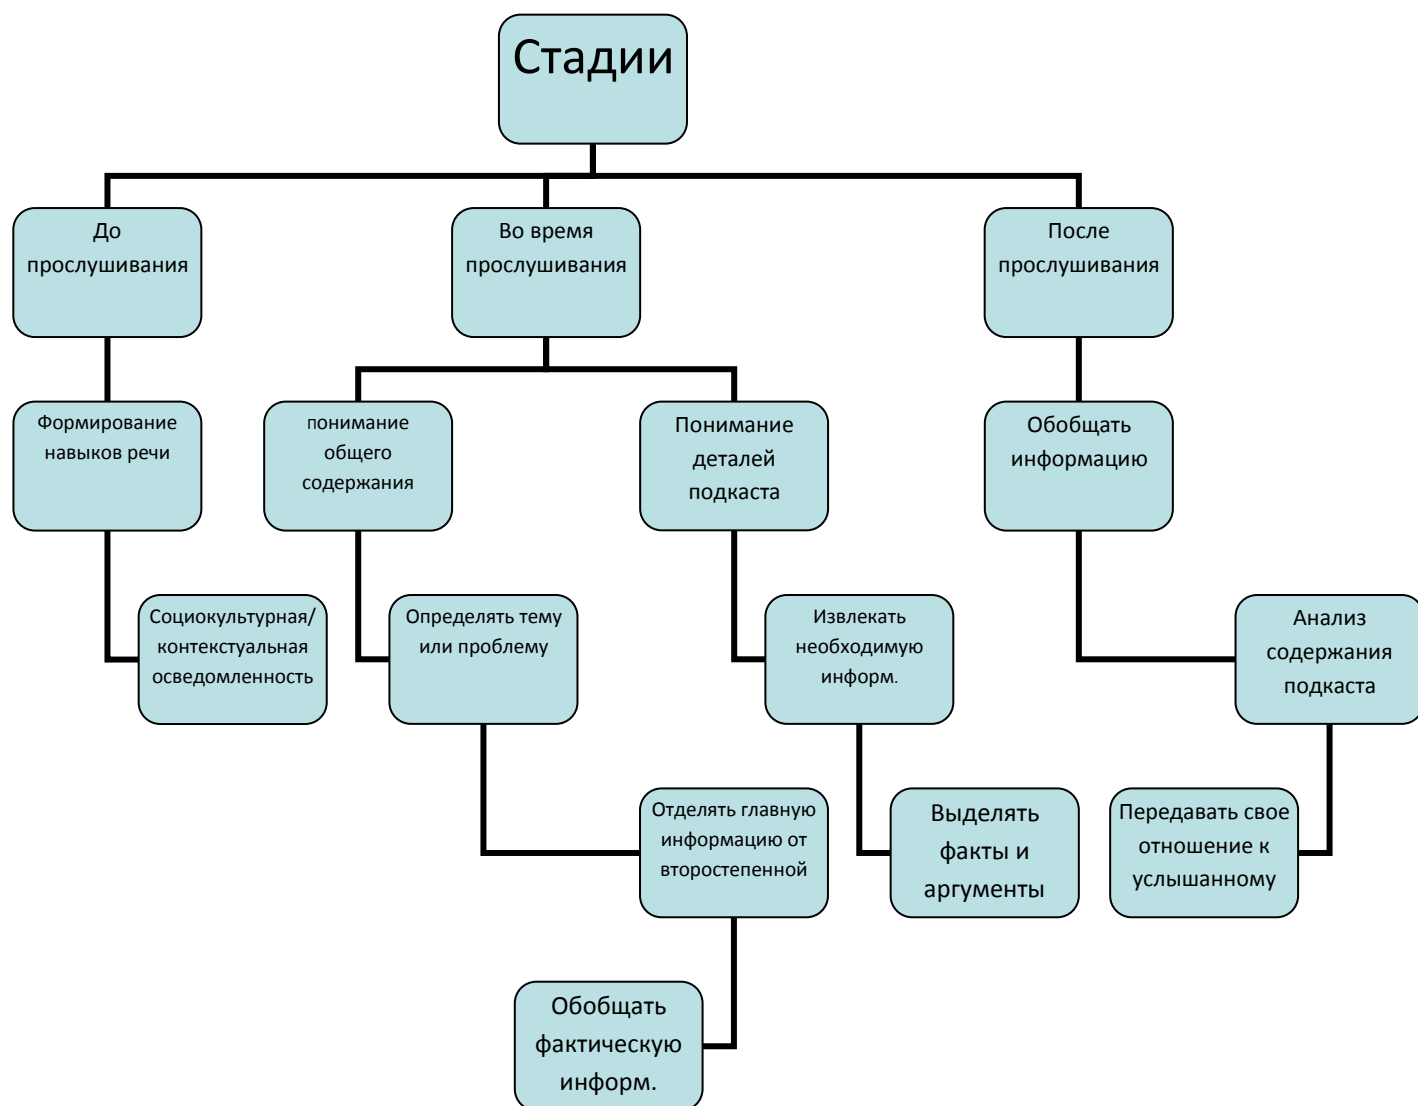 Стадии
До
прослушивания
Во время
прослушивания
После
прослушивания
Формирование
навыков речи
понимание
общего
содержания
Понимание
деталей
подкаста
Обобщать
информацию
Социокультурная/
контекстуальная
осведомленность
Определять тему
или проблему
Извлекать
необходимую
информ.
Анализ
содержания
подкаста
Отделять главную
информацию от
второстепенной
Выделять
факты и
аргументы
Передавать свое
отношение к
услышанному
Обобщать
фактическую
информ.